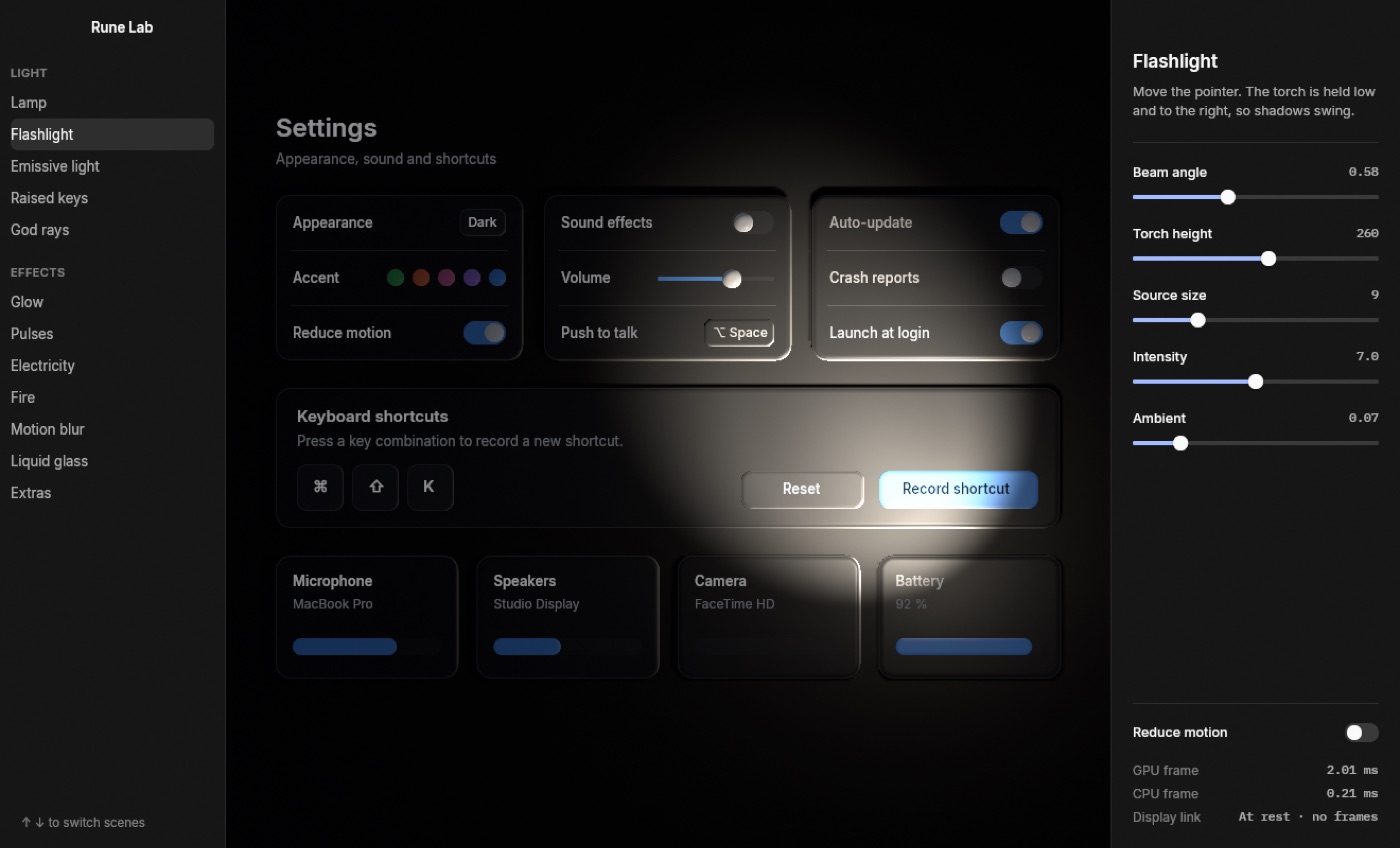 Rune Lab
LIGHT
Lamp
Flashlight
Emissive light
Raised keys
God rays
EFFECTS
Glow
Pulses
Electricity
Fire
Motion blur
Liquid glass
Extras
↑ ↓ to switch scenes
Settings
Appearance, sound and shortcuts
Appearance
Dark
Accent
Reduce motion
Sound effects
Volume
Push to talk
⌥ Space
Auto-update
Crash reports
Launch at login
Keyboard shortcuts
Press a key combination to record a new shortcut.
⌘
⇧
K
Reset
Record shortcut
Microphone
MacBook Pro
Speakers
Studio Display
Camera
FaceTime HD
Battery
92 %
Flashlight
Move the pointer. The torch is held low
and to the right, so shadows swing.
Beam angle 0.58
Torch height 260
Source size 9
Intensity 7.0
Ambient 0.07
Reduce motion
GPU frame 2.01 ms
CPU frame 0.21 ms
Display link At rest · no frames